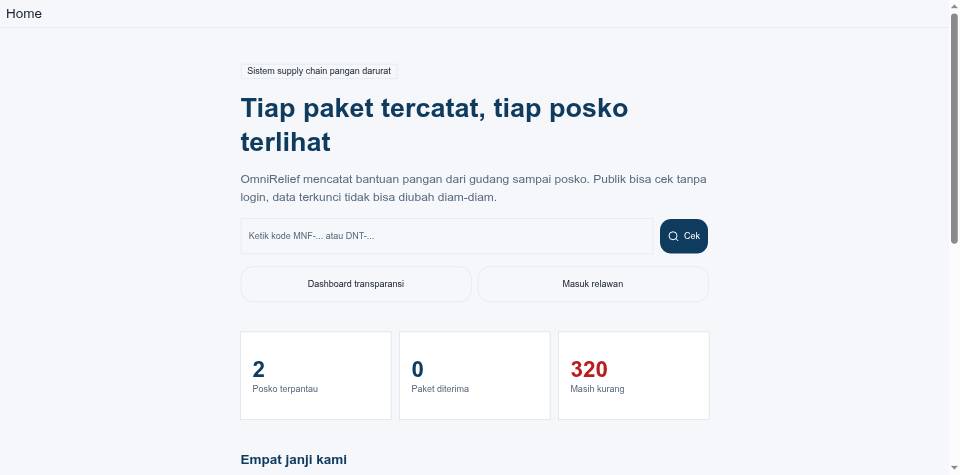 Home
Sistem supply chain pangan darurat
Tiap paket tercatat, tiap posko
terlihat
OmniRelief mencatat bantuan pangan dari gudang sampai posko. Publik bisa cek tanpa
login, data terkunci tidak bisa diubah diam-diam.
Ketik kode MNF-... atau DNT-...
Cek
Dashboard transparansi
Masuk relawan
2
Posko terpantau
0
Paket diterima
320
Masih kurang
Empat janji kami